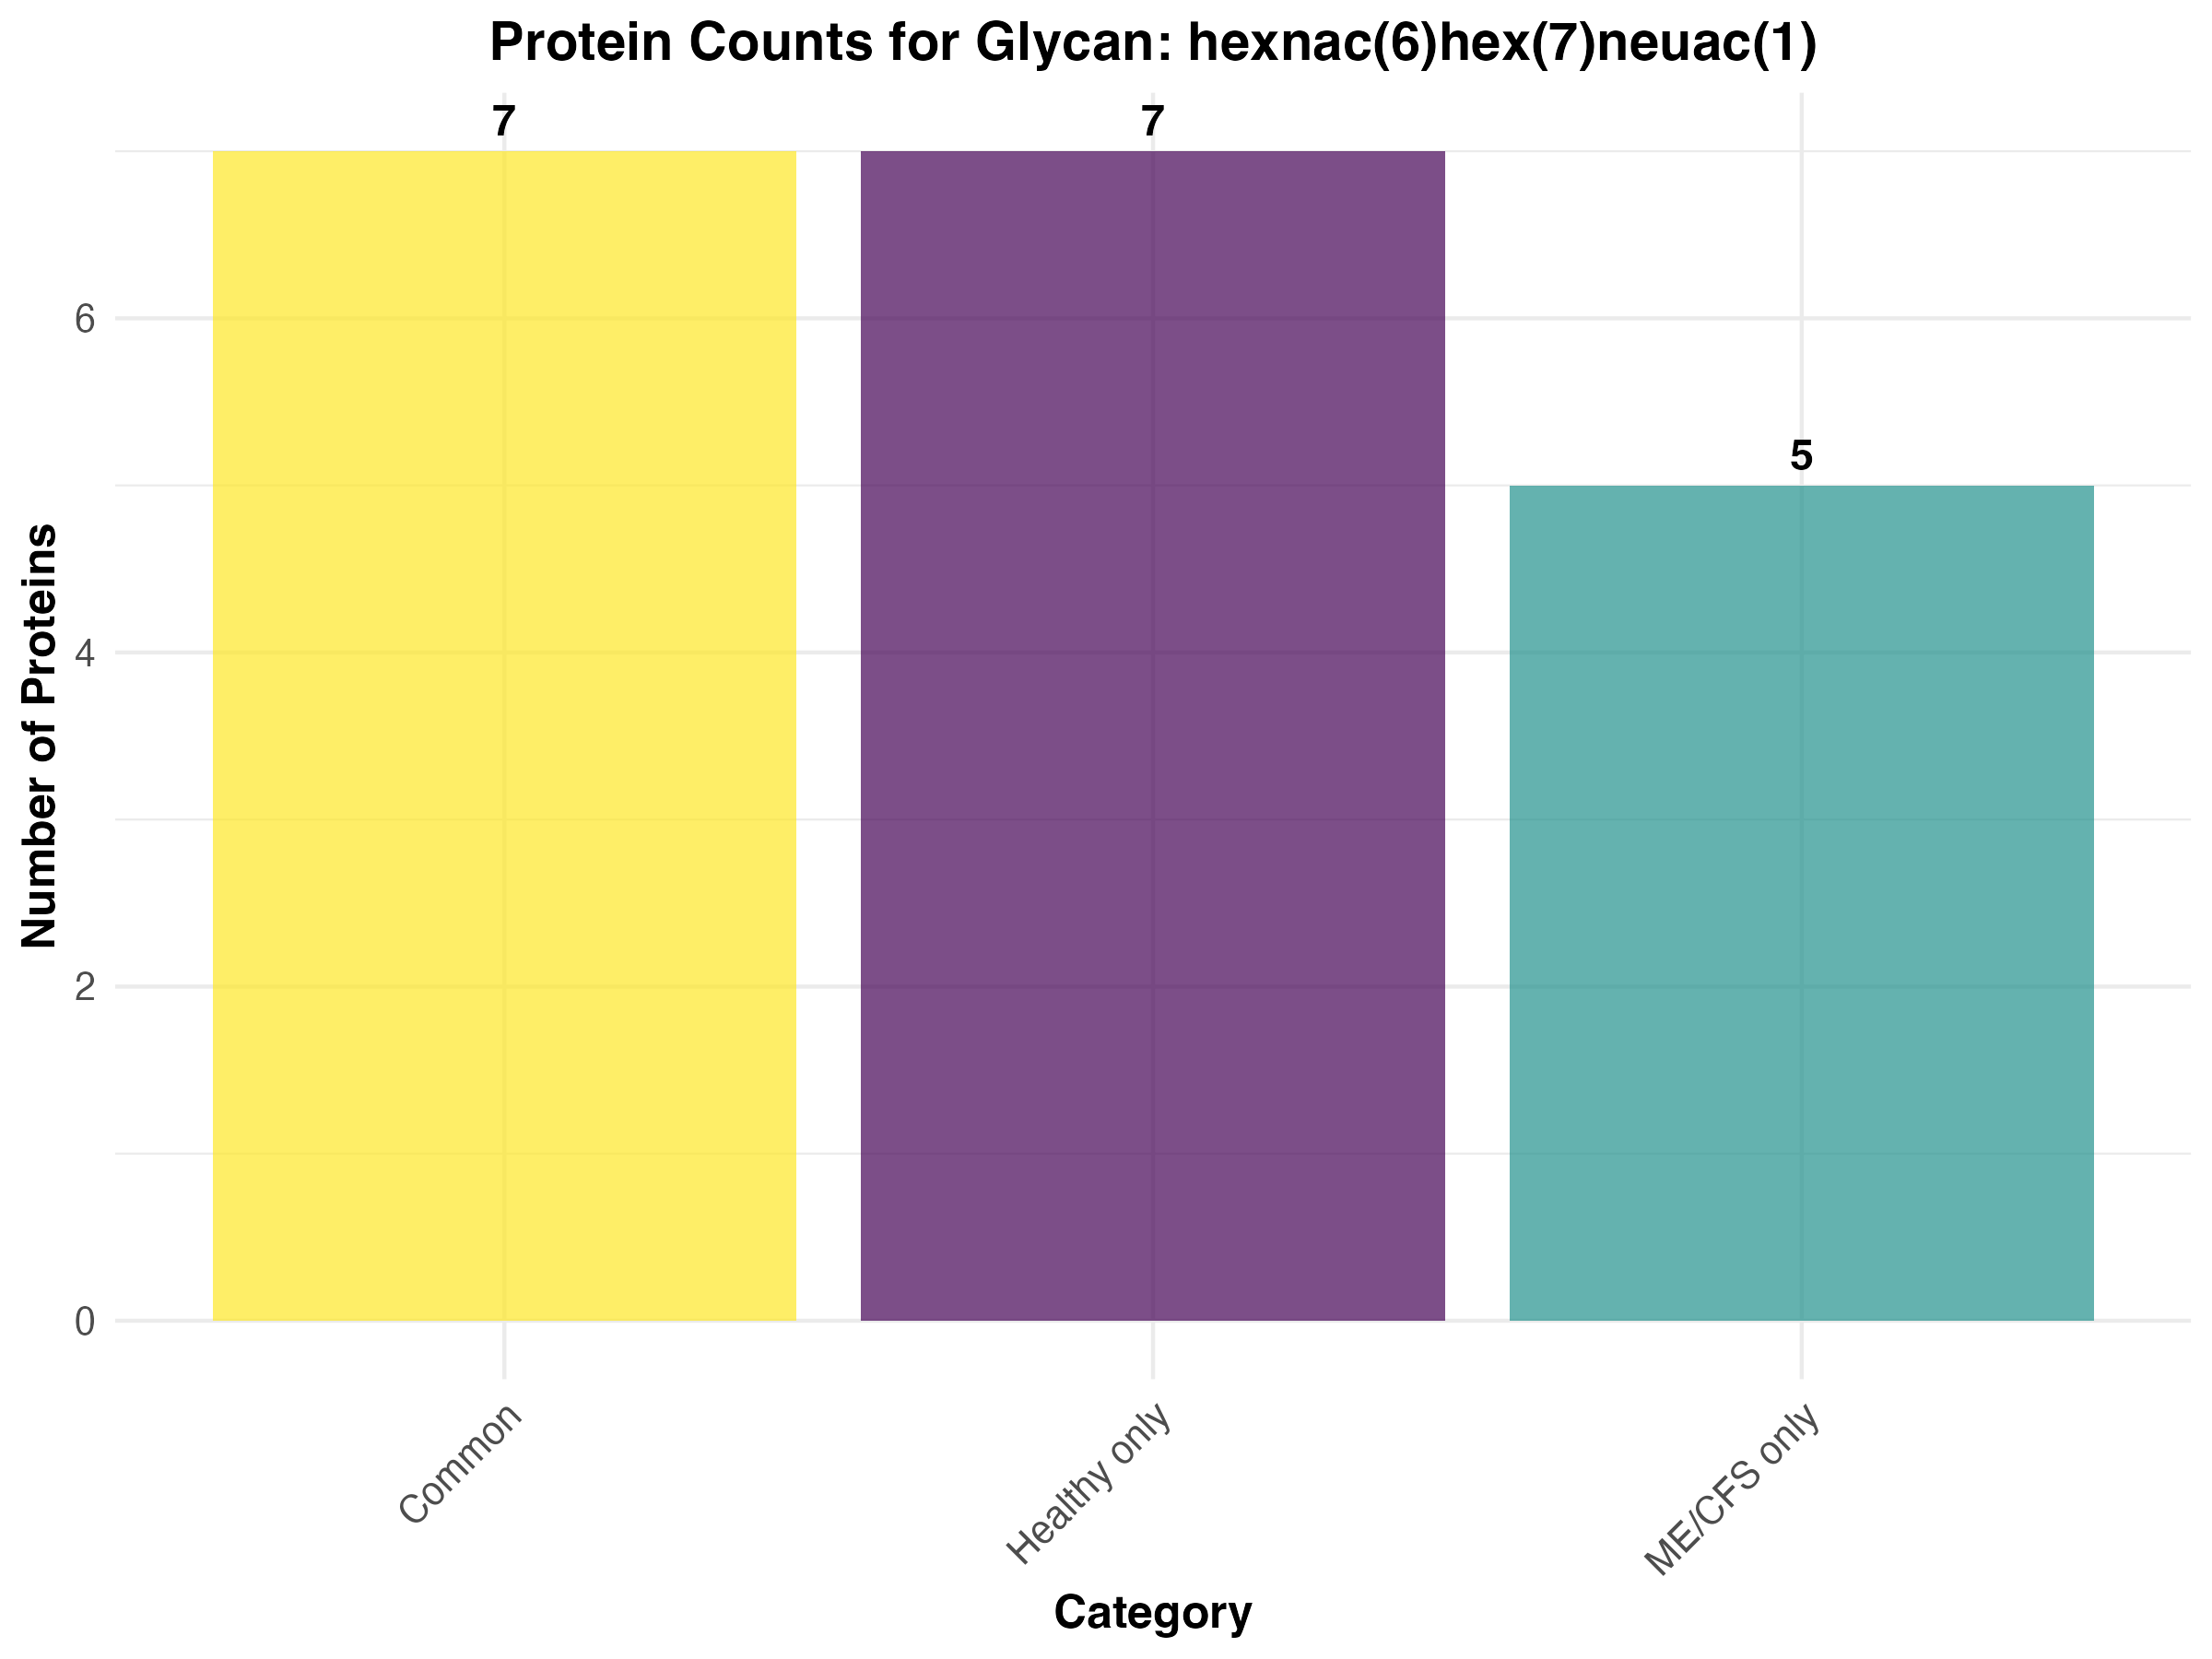 Protein Counts for Glycan: hexnac(6)hex(7)neuac(1)
7
7
5
Number of Proteins
6
4
2
0
Common
Healthy only
ME/CFS only
Category